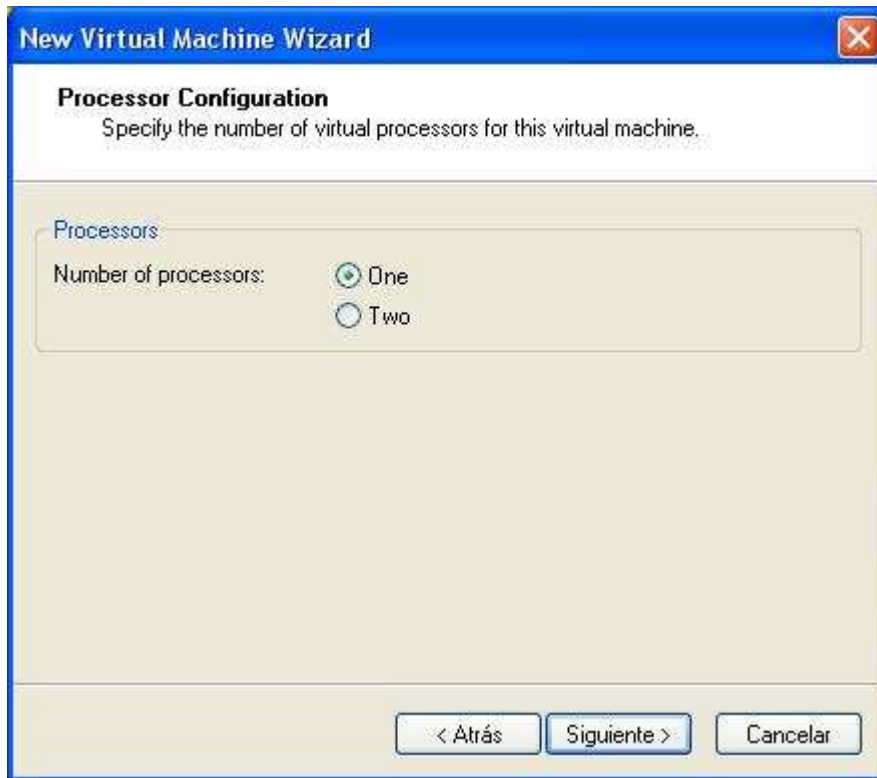 New Virtual Machine Wizard
Processor Configuration
Specify the number of virtual processors for this virtual machine.
Processors
Number of processors:
One
Two
< Atrás
Siguiente >
Cancelar